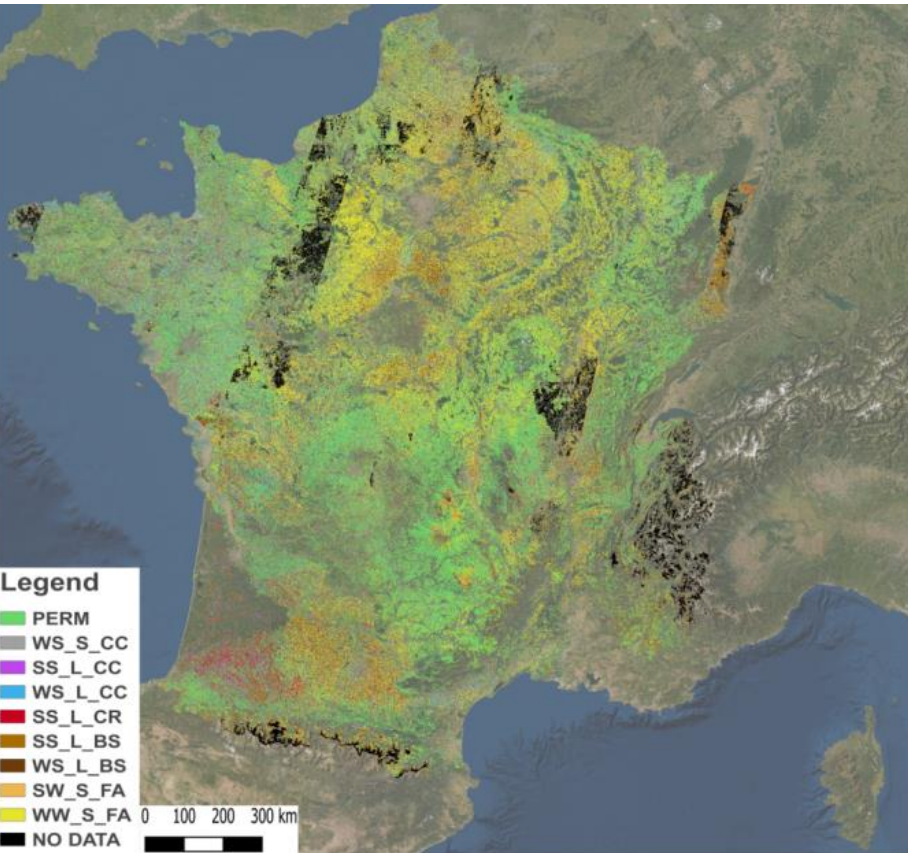 Legend
PERM
WS_S_CC
SS_L_CC
WS_L_CC
SS_L_CR
SS_L_BS
WS_L_BS
SW_S_FA
WW_S_FA
NO DATA
0 100 200 300 km